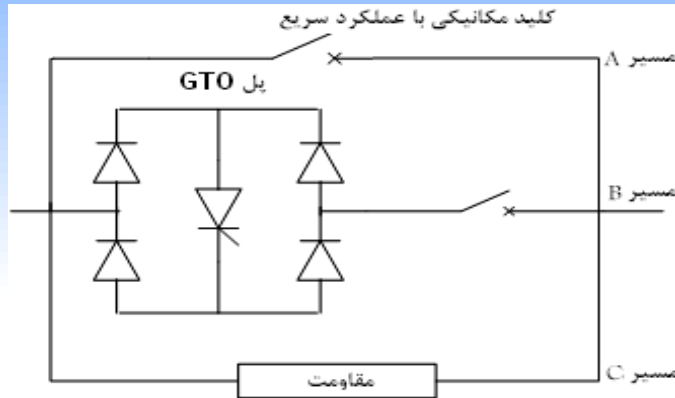 کلید مکانیکی با عملکرد سریع
مسیر A
پل GTO
مسیر B
مسیر C
مقاومت